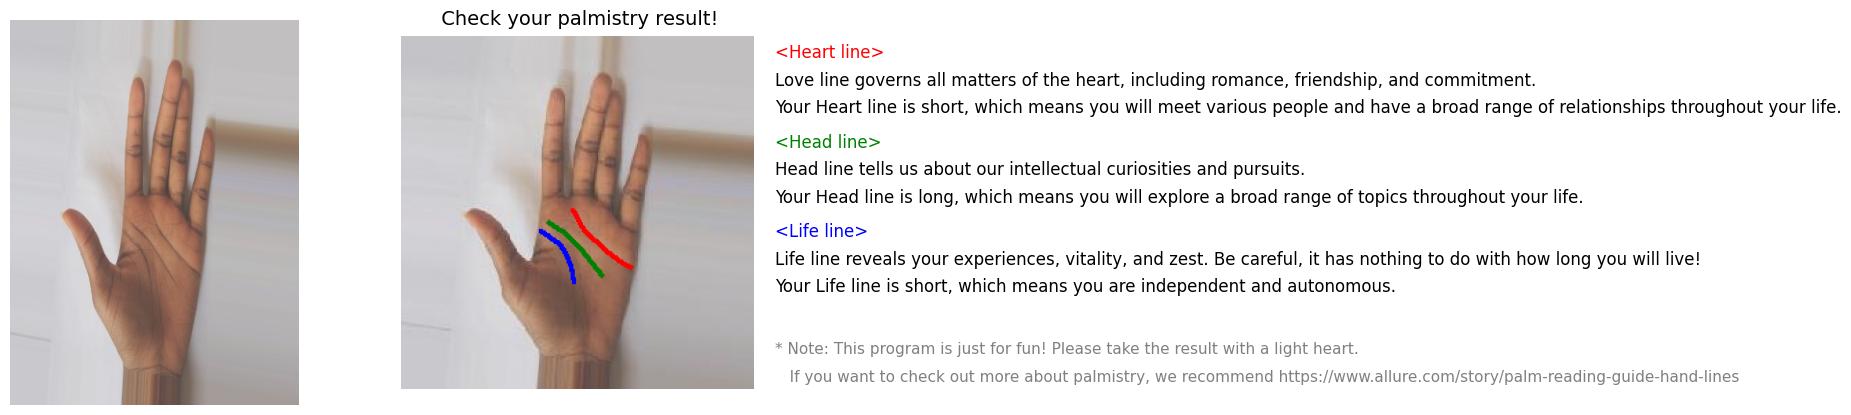 Check your palmistry result!
<Heart line>
Love line governs all matters of the heart, including romance, friendship, and commitment.
Your Heart line is short, which means you will meet various people and have a broad range of relationships throughout your life.
<Head line>
Head line tells us about our intellectual curiosities and pursuits.
Your Head line is long, which means you will explore a broad range of topics throughout your life.
<Life line>
Life line reveals your experiences, vitality, and zest. Be careful, it has nothing to do with how long you will live!
Your Life line is short, which means you are independent and autonomous.
* Note: This program is just for fun! Please take the result with a light heart.
If you want to check out more about palmistry, we recommend https://www.allure.com/story/palm-reading-guide-hand-lines